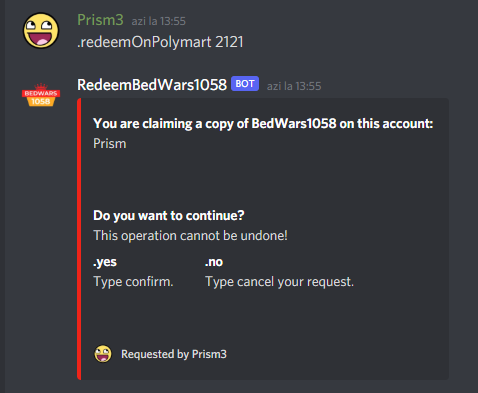 Prism3 azi la 13:55
.redeemOnPolymart 2121
BEDWARS
1058
RedeemBedWars1058 BOT azi la 13:55
You are claiming a copy of BedWars1058 on this account:
Prism
Do you want to continue?
This operation cannot be undone!
.yes .no
Type confirm. Type cancel your request.
Requested by Prism3